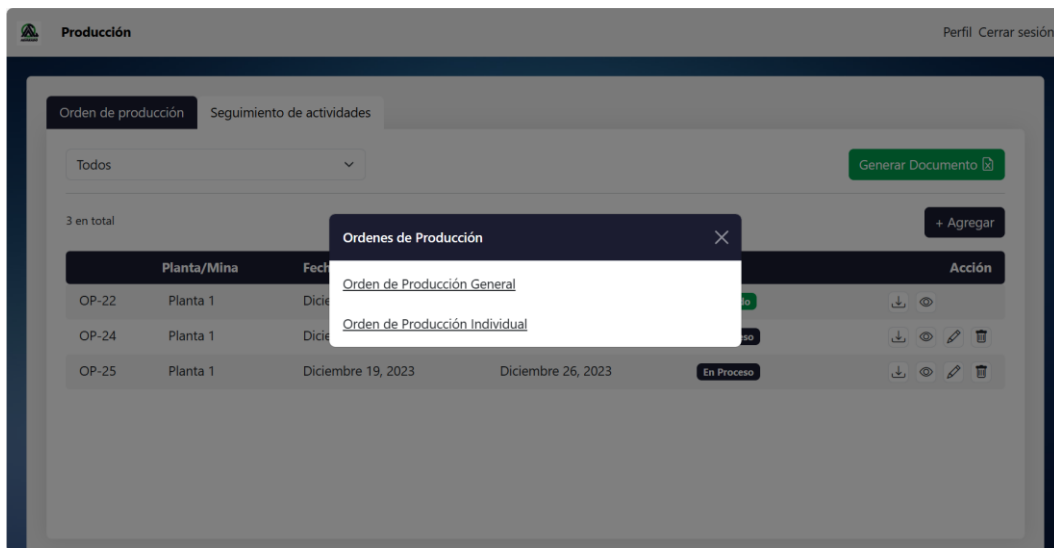 Producción
Perfil Cerrar sesión
Orden de producción Seguimiento de actividades
Todos
Generar Documento
3 en total
+ Agregar
Ordenes de Producción
Planta/Mina Acción
Orden de Producción General
OP-22 Planta 1
Orden de Producción Individual
OP-24 Planta 1
OP-25 Planta 1 Diciembre 19, 2023 Diciembre 26, 2023 En Proceso